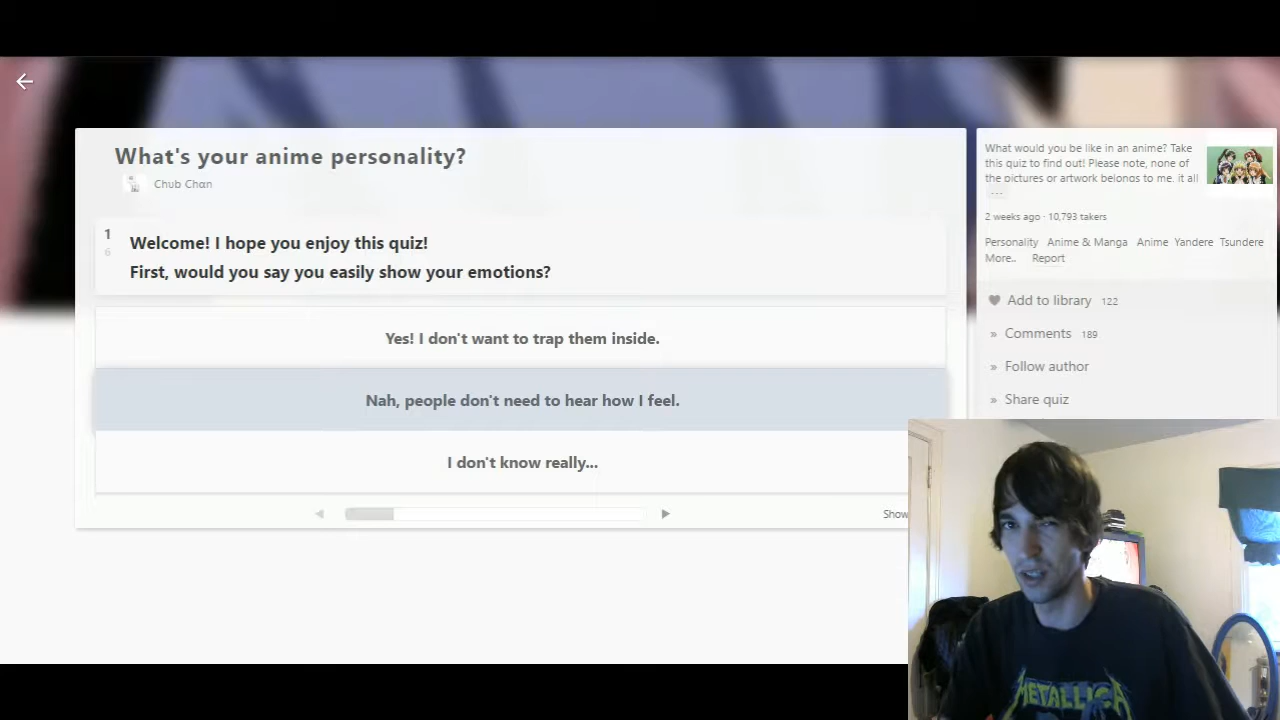 What's your anime personality?
Chub Chan
1
6
Welcome! I hope you enjoy this quiz!
First, would you say you easily show your emotions?
Yes! I don't want to trap them inside.
Nah, people don't need to hear how I feel.
I don't know really...
Show
What would you be like in an anime? Take
this quiz to find out! Please note, none of
the pictures or artwork belongs to me, it all
...
2 weeks ago · 10,793 takers
Personality Anime & Manga Anime Yandere Tsundere
More.. Report
Add to library 122
» Comments 189
» Follow author
» Share quiz
METALLICA